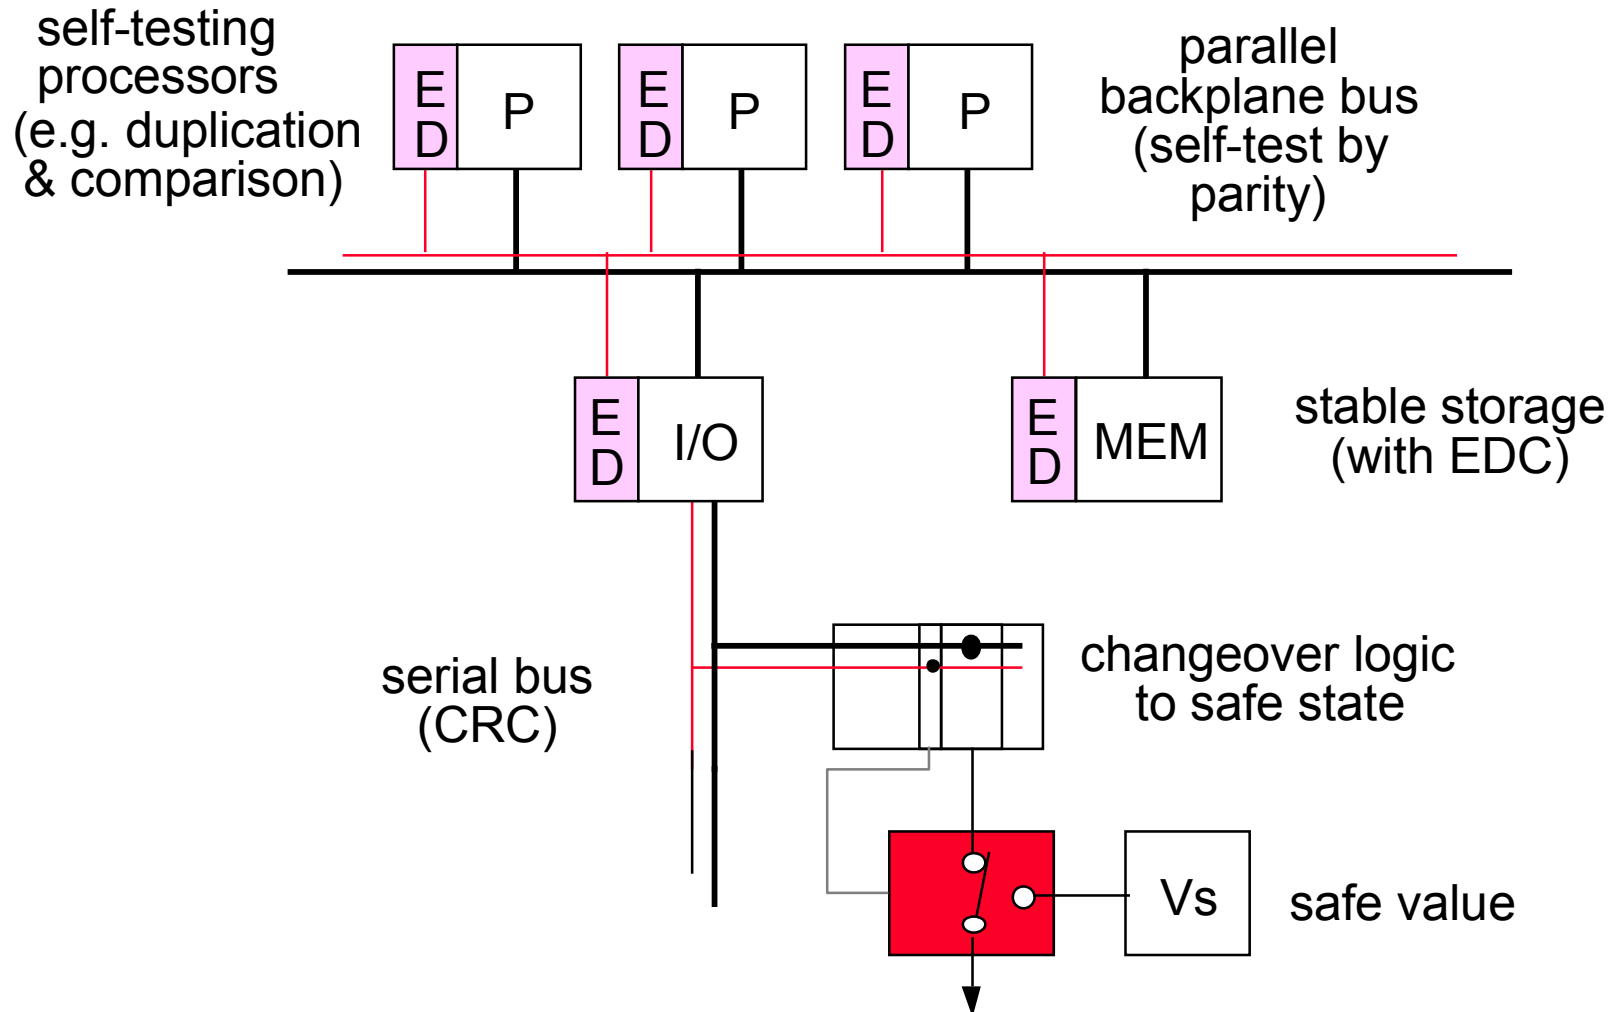 self-testing
processors
(e.g. duplication
& comparison)
E
D
P
E
D
P
E
D
P
parallel
backplane bus
(self-test by
parity)
E
D
I/O
E
D
MEM
stable storage
(with EDC)
serial bus
(CRC)
changeover logic
to safe state
Vs
safe value